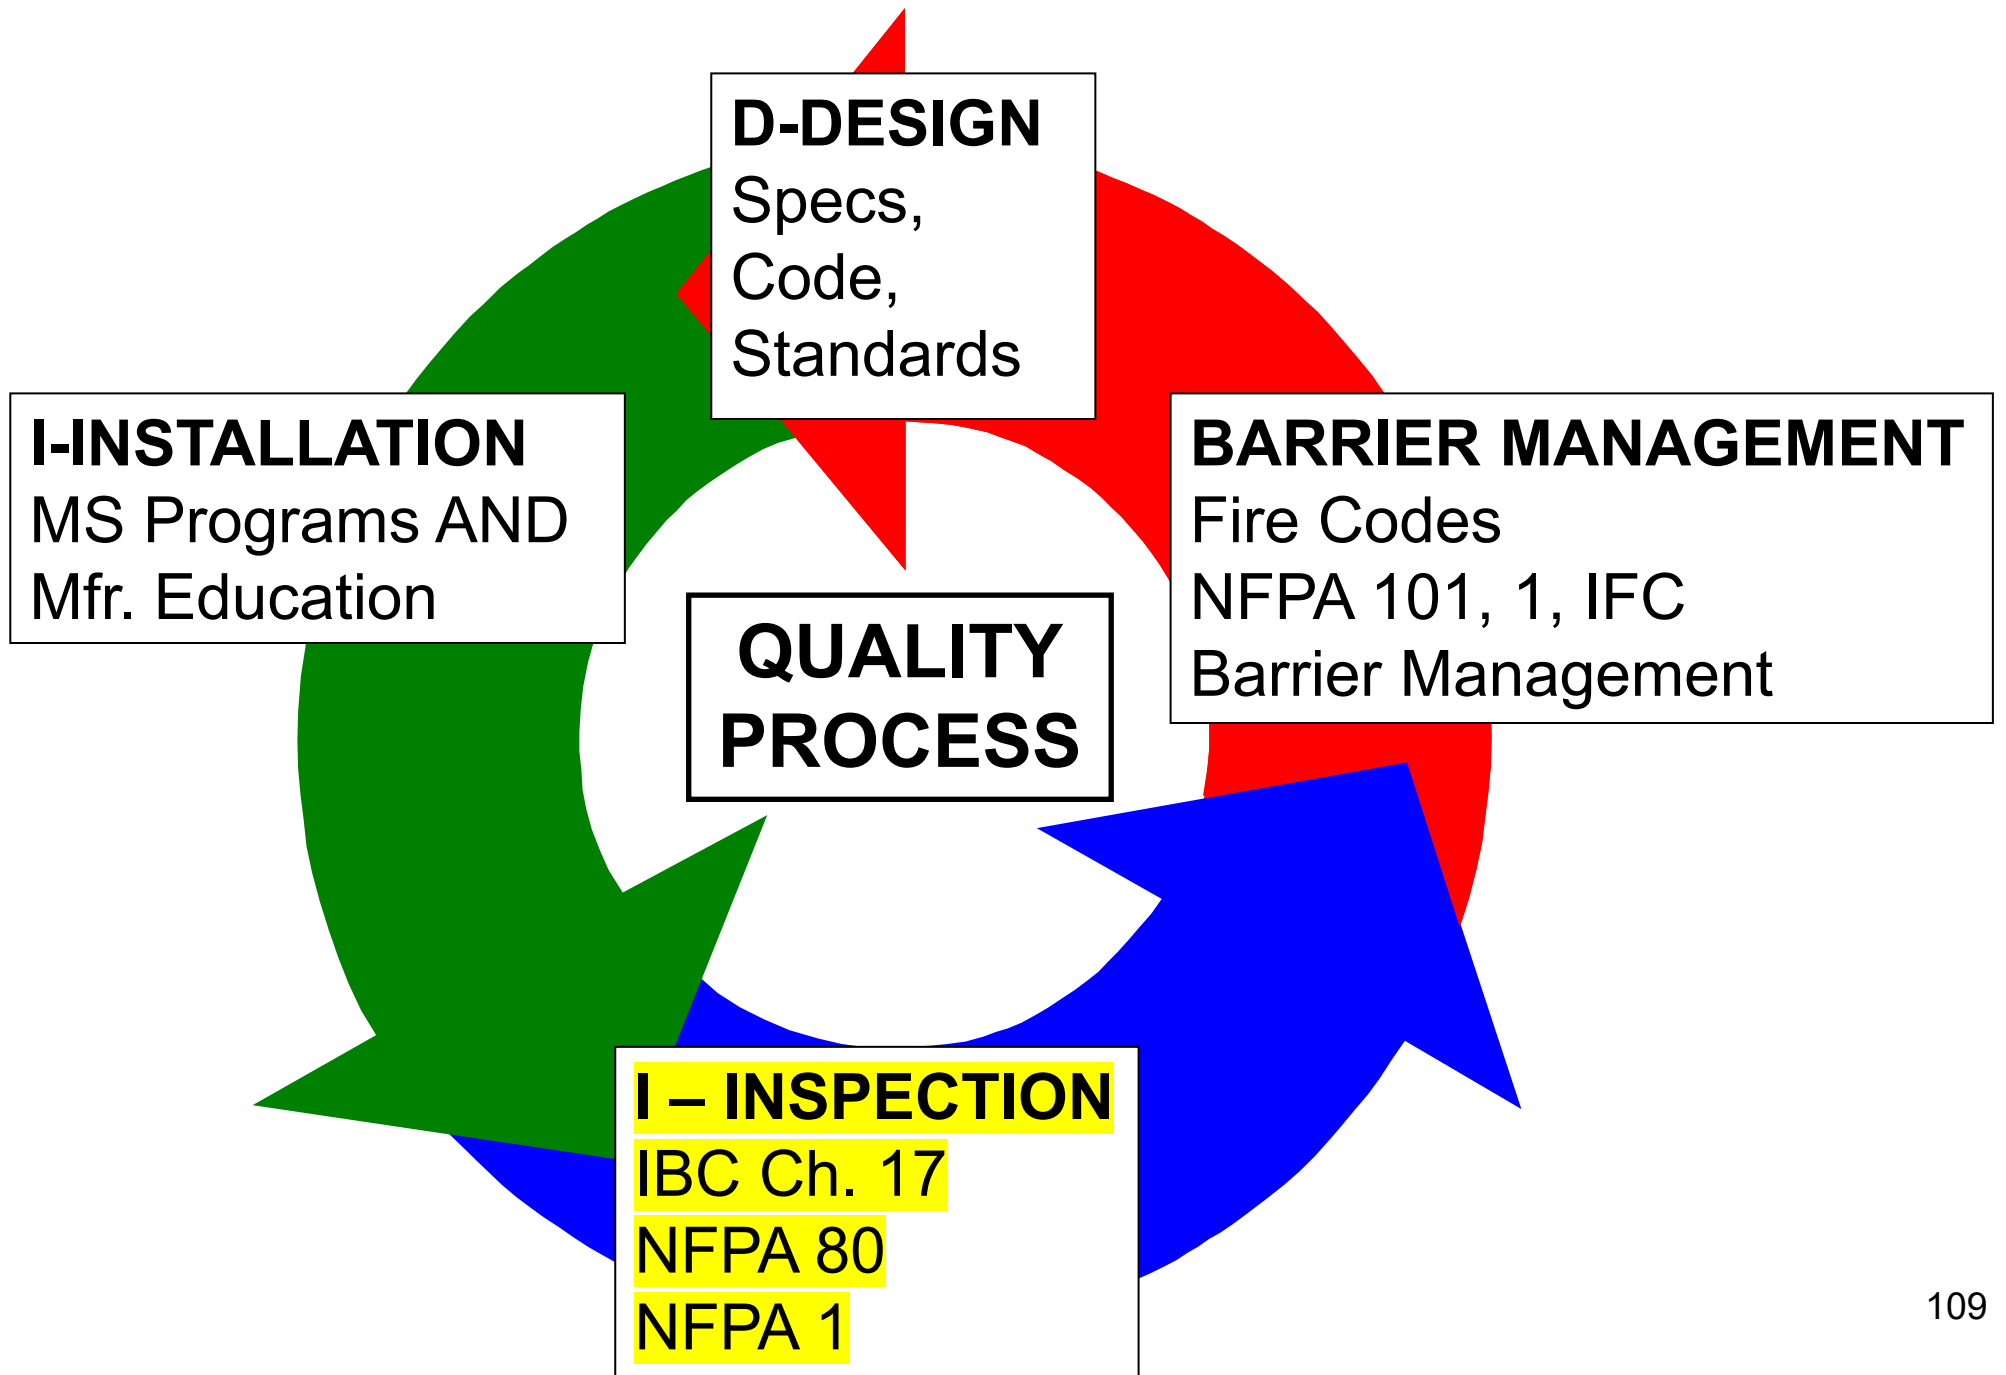 D-DESIGN
Specs,
Code,
Standards
I-INSTALLATION
MS Programs AND
Mfr. Education
BARRIER MANAGEMENT
Fire Codes
NFPA 101, 1, IFC
Barrier Management
QUALITY
PROCESS
I – INSPECTION
IBC Ch. 17
NFPA 80
NFPA 1
109